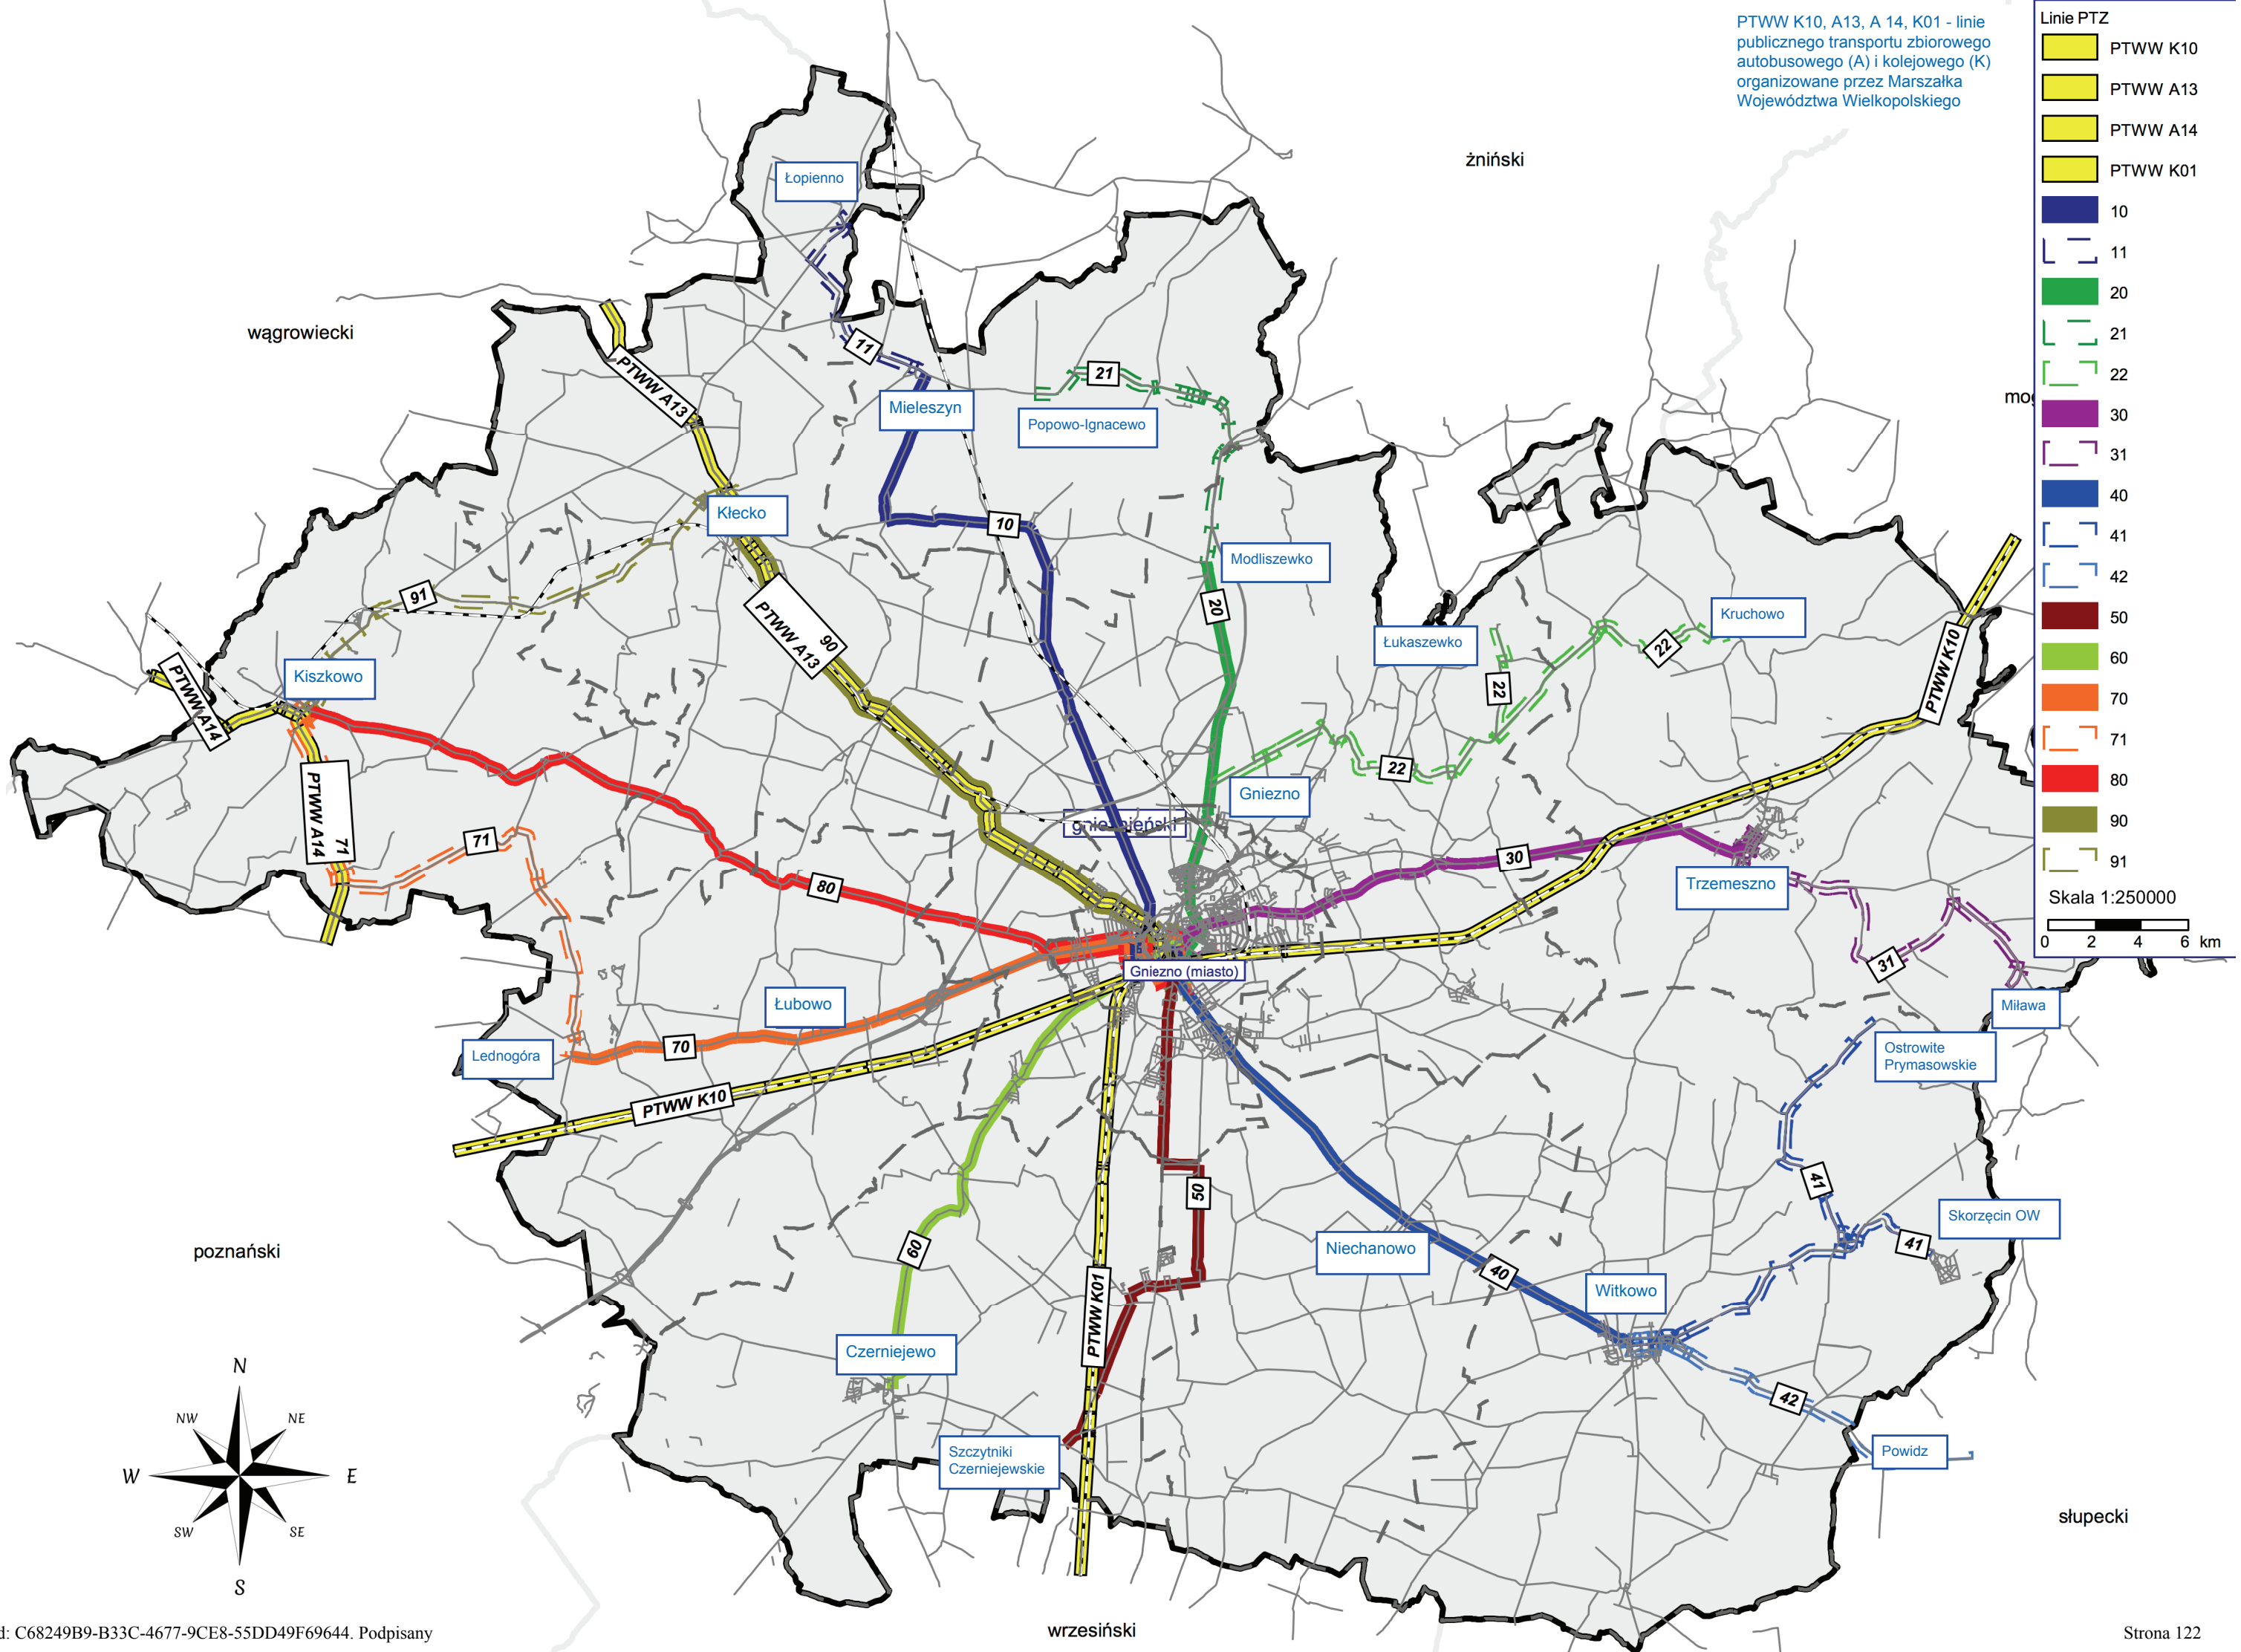 PTWW K10, A13, A 14, K01 - linie
publicznego transportu zbiorowego
autobusowego (A) i kolejowego (K)
organizowane przez Marszałka
Województwa Wielkopolskiego
Linie PTZ
PTWW K10
PTWW A13
PTWW A14
PTWW K01
10
11
20
21
22
30
31
40
41
42
50
60
70
71
80
90
91
Skala 1:250000
0 2 4 6 km
żniński
Łopienno
wągrowiecki
11
PTWW A13
21
Mieleszyn
Popowo-Ignacewo
Kłecko
10
Modliszewko
91
20
PTWW A13
90
Kruchowo
Łukaszewko
22
22
PTWW K10
Kiszkowo
PTWW A14
22
Gniezno
PTWW A14
71
71
gnieźnieński
30
80
Trzemeszno
31
Gniezno (miasto)
Łubowo
Miława
Lednogóra
70
Ostrowite
Prymasowskie
PTWW K10
41
50
Skorzęcin OW
41
poznański
60
Niechanowo
40
Witkowo
PTWW K01
Czerniejewo
42
Szczytniki
Czerniejewskie
Powidz
N
NW
NE
W
E
SW
SE
S
słupecki
wrzesiński
d: C68249B9-B33C-4677-9CE8-55DD49F69644. Podpisany
Strona 122